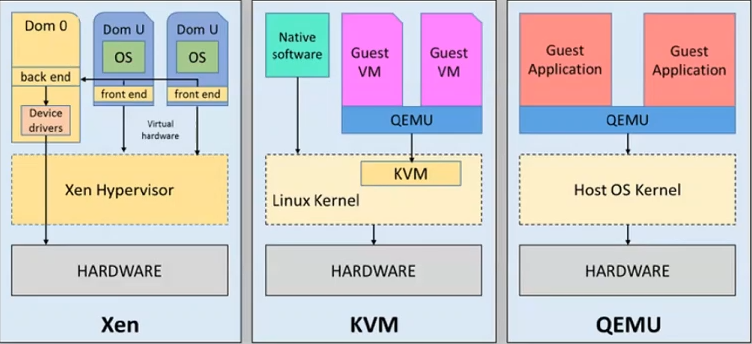 Dom 0
back end
Device
drivers
Dom U
OS
front end
Dom U
OS
front end
Virtual
hardware
Xen Hypervisor
HARDWARE
Xen
Native
software
Guest
VM
Guest
VM
QEMU
KVM
Linux Kernel
HARDWARE
KVM
Guest
Application
Guest
Application
QEMU
Host OS Kernel
HARDWARE
QEMU